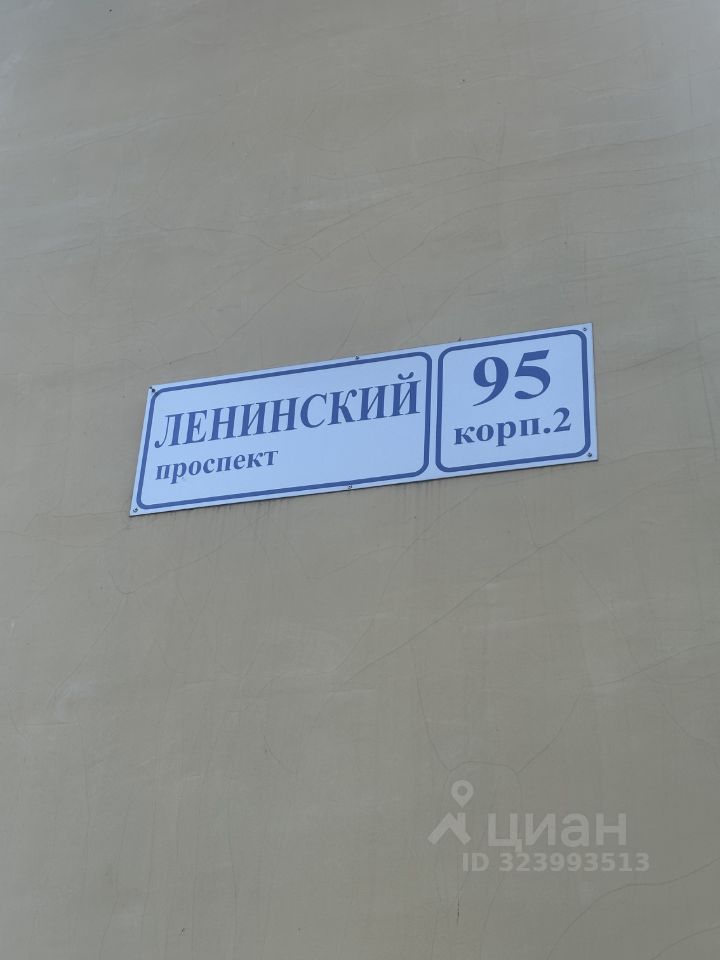 ЛЕНИНСКИЙ
проспект
95
корп.2
циан
ID 323993513